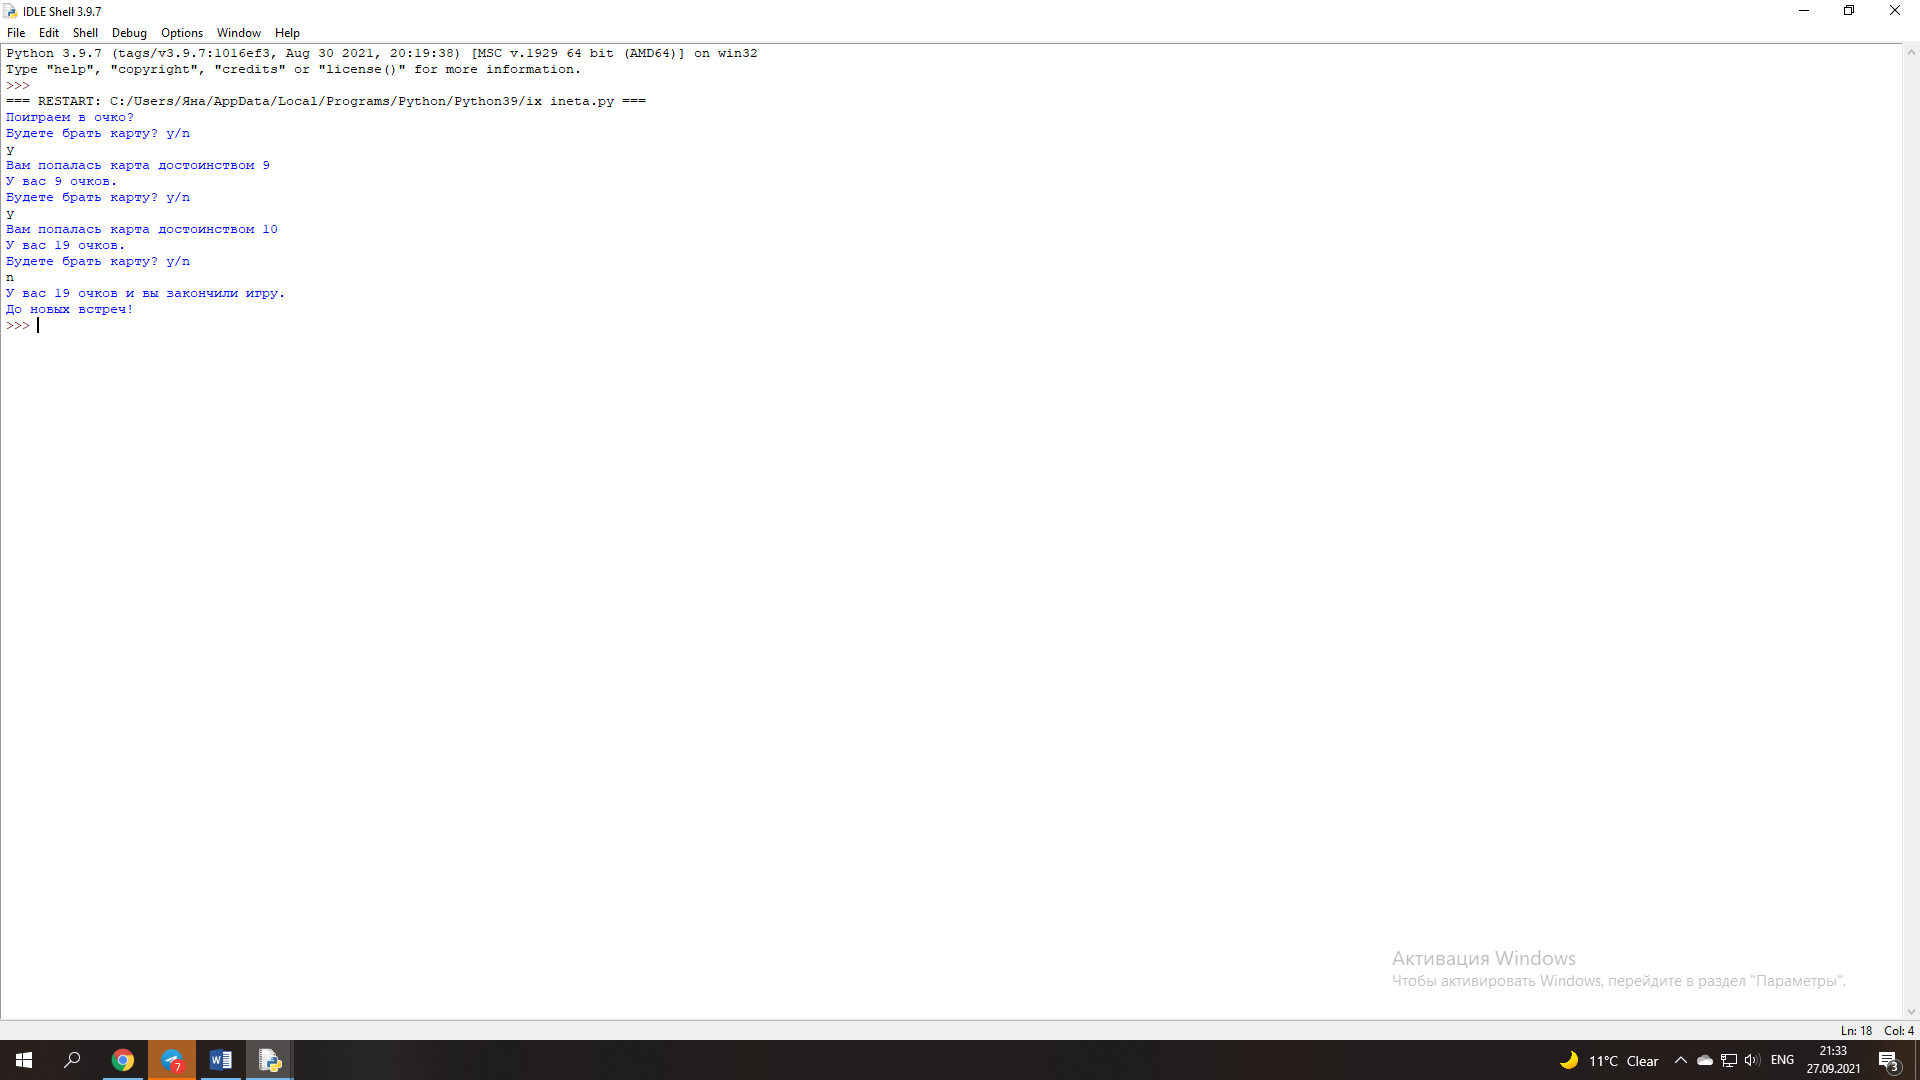 IDLE Shell 3.9.7
File Edit Shell Debug Options Window Help
Python 3.9.7 (tags/v3.9.7:1016ef3, Aug 30 2021, 20:19:38) [MSC v.1929 64 bit (AMD64)] on win32
Type "help", "copyright", "credits" or "license()" for more information.
>>>
=== RESTART: C:/Users/Яна/AppData/Local/Programs/Python/Python39/ix ineta.py ===
Поиграем в очко?
Будете брать карту? y/n
y
Вам попалась карта достоинством 9
У вас 9 очков.
Будете брать карту? y/n
y
Вам попалась карта достоинством 10
У вас 19 очков.
Будете брать карту? y/n
n
У вас 19 очков и вы закончили игру.
До новых встреч!
>>>
Активация Windows
Чтобы активировать Windows, перейдите в раздел "Параметры".
Ln: 18 Col: 4
7
11°C Clear
ENG
21:33
27.09.2021
3